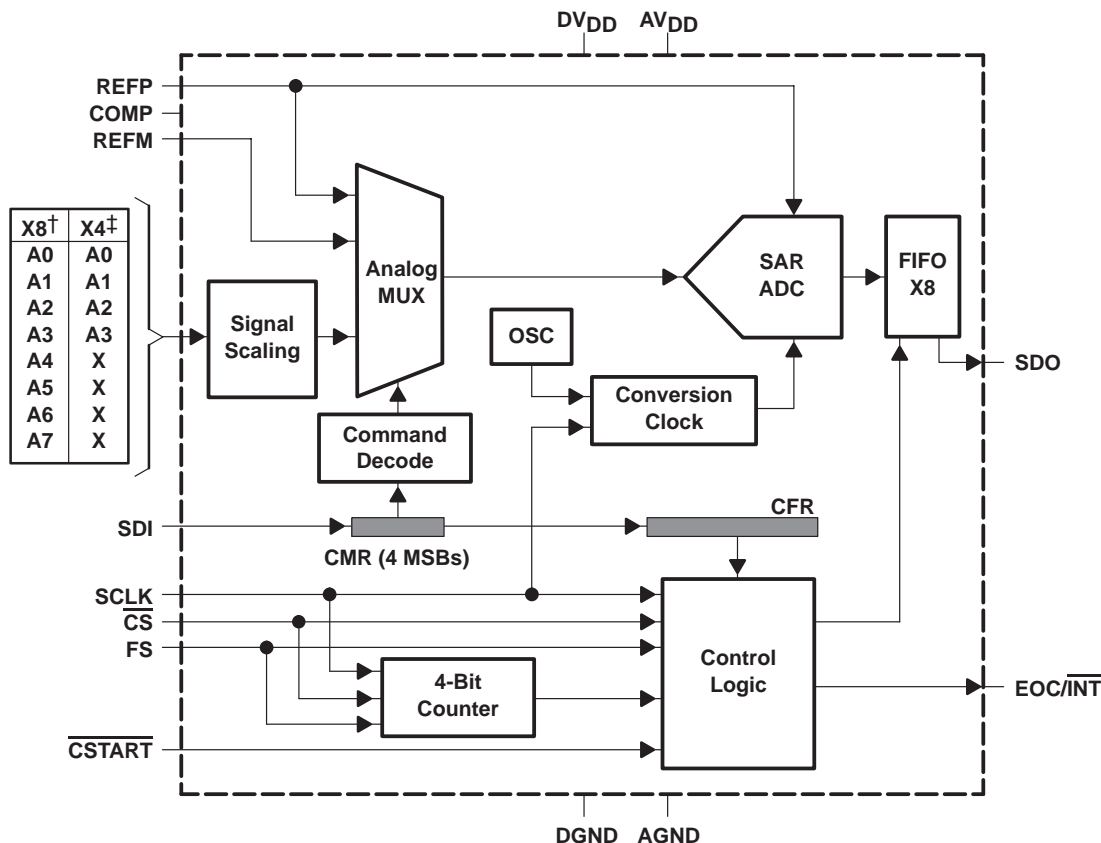 DVDD AVDD
REFP
COMP
REFM
X8† X4‡
A0 A0
A1 A1
A2 A2
A3 A3
A4 X
A5 X
A6 X
A7 X
Signal
Scaling
Analog
MUX
SAR
ADC
FIFO
X8
OSC
Conversion
Clock
SDO
Command
Decode
SDI
CMR (4 MSBs)
CFR
SCLK
CS
FS
4-Bit
Counter
Control
Logic
EOC/INT
CSTART
DGND AGND